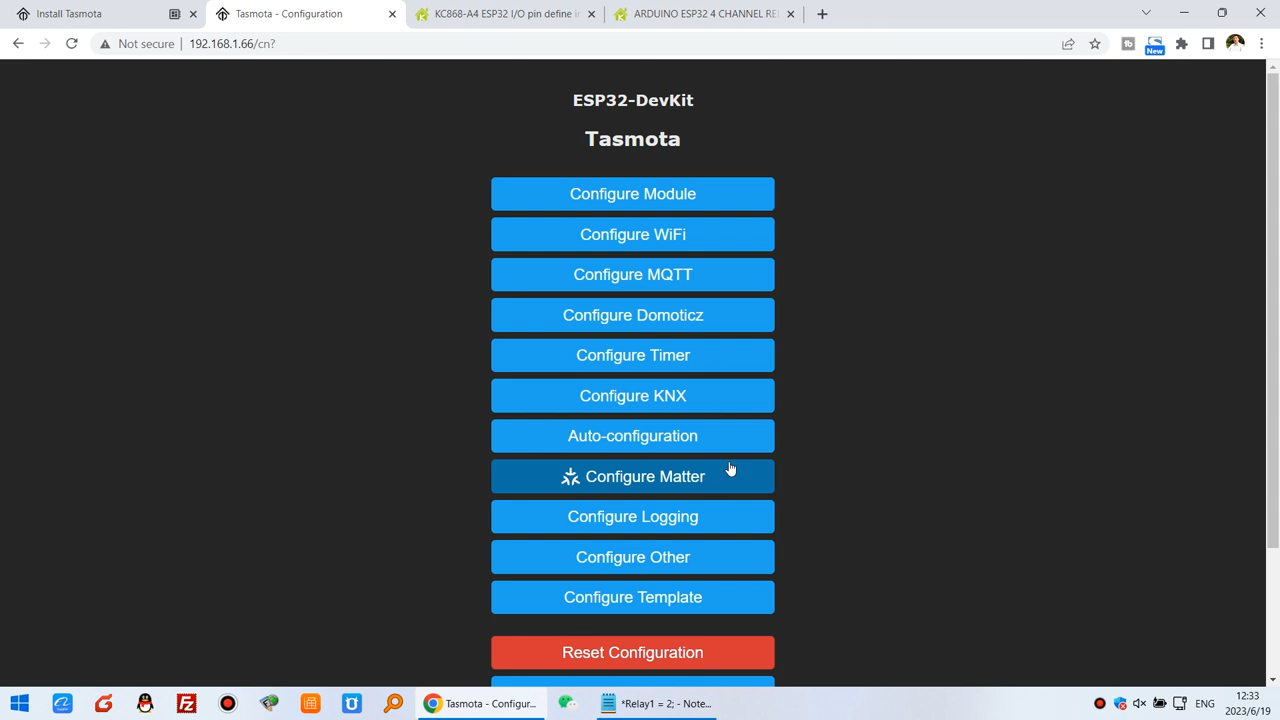 Install Tasmota
Tasmota - Configuration
KC868-A4 ESP32 I/O pin define in
ARDUINO ESP32 4 CHANNEL REL
Not secure
192.168.1.66/cn?
New
ESP32-DevKit
Tasmota
Configure Module
Configure WiFi
Configure MQTT
Configure Domoticz
Configure Timer
Configure KNX
Auto-configuration
Configure Matter
Configure Logging
Configure Other
Configure Template
Reset Configuration
Tasmota - Configur...
*Relay1 = 2; - Note...
ENG
12:33
2023/6/19